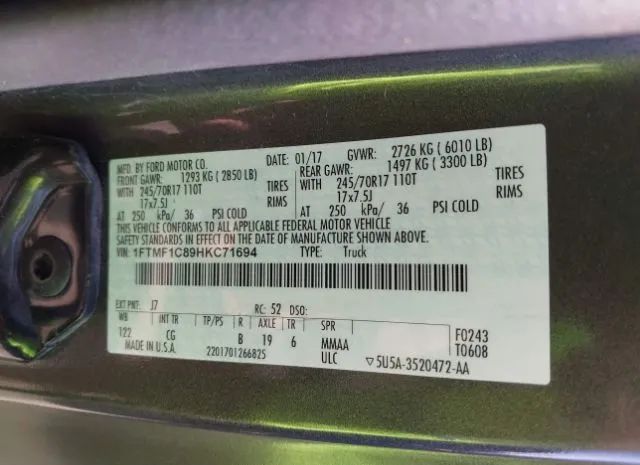 MFD. BY FORD MOTOR CO. DATE: 01/17 GVWR: 2726 KG ( 6010 LB)
FRONT GAWR: 1293 KG ( 2850 LB) REAR GAWR: 1497 KG ( 3300 LB)
WITH 245/70R17 110T TIRES WITH 245/70R17 110T TIRES
17x7.5J RIMS 17x7.5J RIMS
AT 250 kPa/ 36 PSI COLD AT 250 kPa/ 36 PSI COLD
THIS VEHICLE CONFORMS TO ALL APPLICABLE FEDERAL MOTOR VEHICLE
SAFETY STANDARDS IN EFFECT ON THE DATE OF MANUFACTURE SHOWN ABOVE.
VIN: 1FTMF1C89HKC71694 TYPE: Truck
EXT PNT: J7 RC: 52 DSO:
WB INT TR TP/PS R AXLE TR SPR
122 CG B 19 6 MMAA F0243
MADE IN U.S.A. ULC T0608
2201701266825 ▽5U5A-3520472-AA